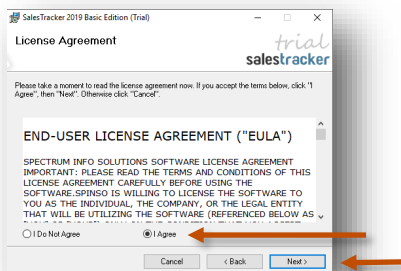 SalesTracker 2019 Basic Edition (Trial)
License Agreement
trial
salestracker
Please take a moment to read the license agreement now. If you accept the terms below, click "I
Agree", then "Next". Otherwise click "Cancel".
END-USER LICENSE AGREEMENT ("EULA")
SPECTRUM INFO SOLUTIONS SOFTWARE LICENSE AGREEMENT
IMPORTANT: PLEASE READ THE TERMS AND CONDITIONS OF THIS
LICENSE AGREEMENT CAREFULLY BEFORE USING THE
SOFTWARE.SPINSO IS WILLING TO LICENSE THE SOFTWARE TO
YOU AS THE INDIVIDUAL, THE COMPANY, OR THE LEGAL ENTITY
THAT WILL BE UTILIZING THE SOFTWARE (REFERENCED BELOW AS
I Do Not Agree
I Agree
Cancel
< Back
Next >